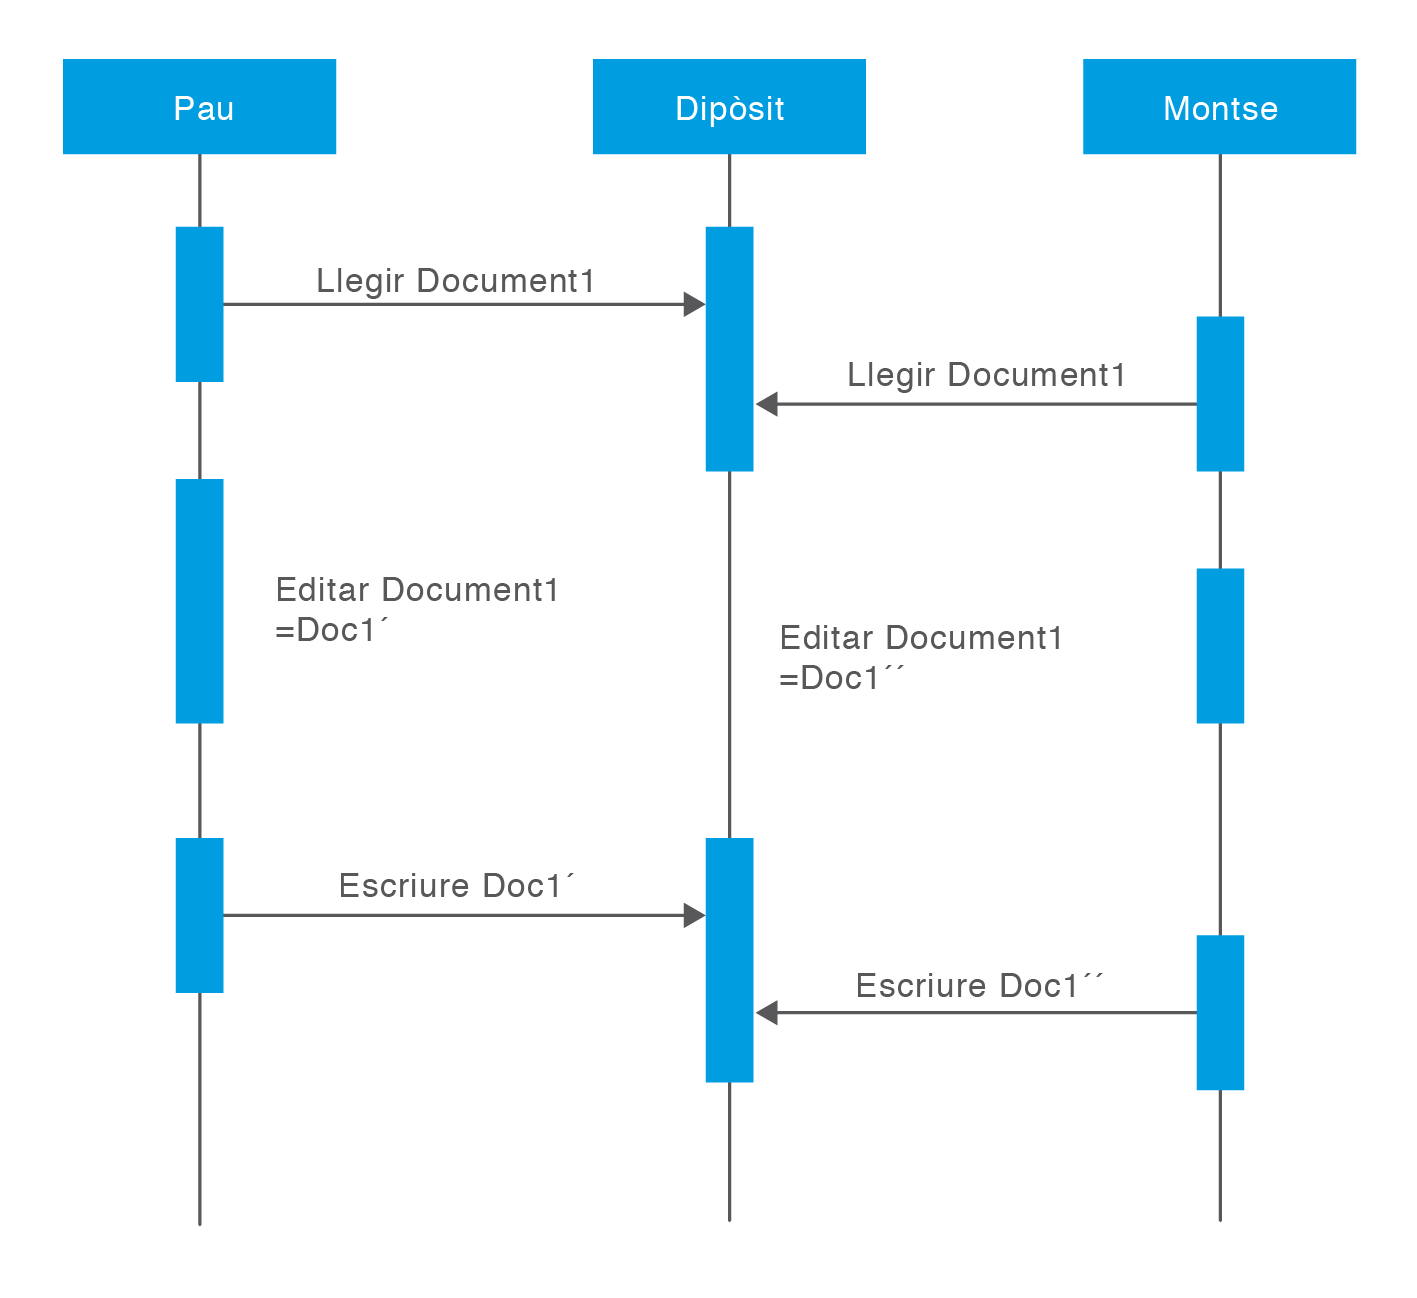 Pau
Dipòsit
Montse
Llegir Document1
Llegir Document1
Editar Document1
=Doc1´
Editar Document1
=Doc1´´
Escriure Doc1´
Escriure Doc1´´